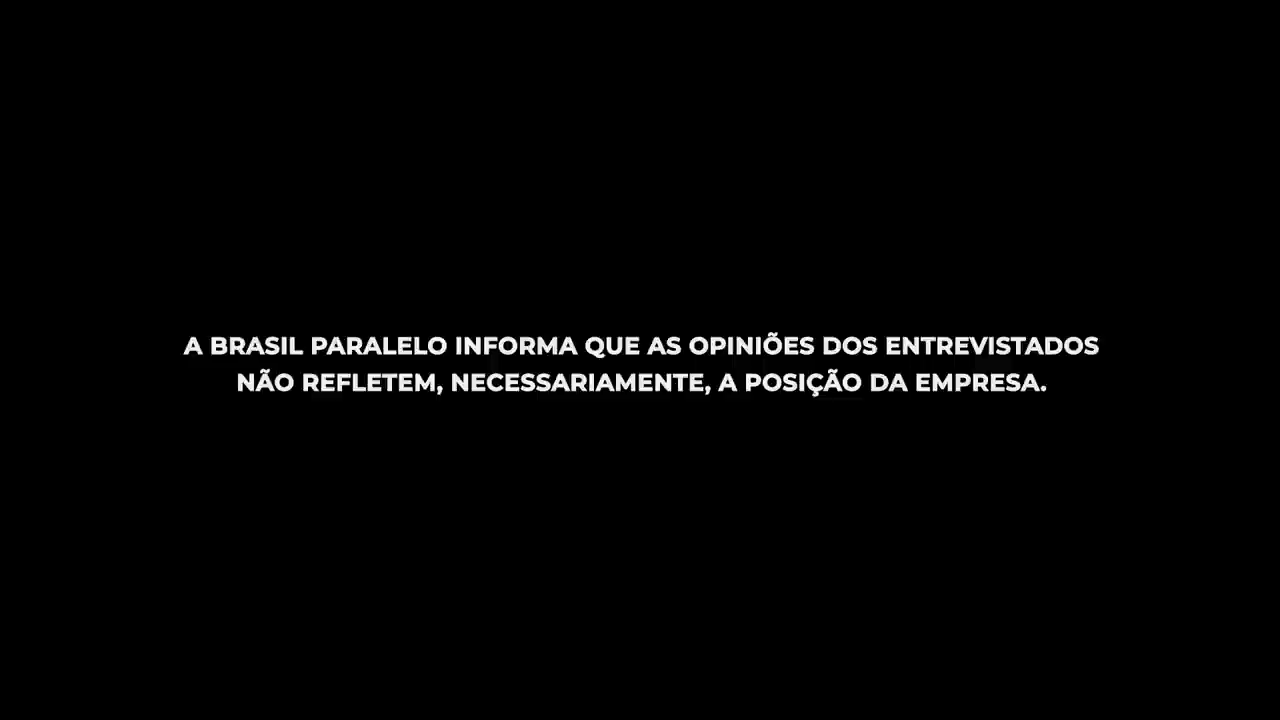 A BRASIL PARALELO INFORMA QUE AS OPINIÕES DOS ENTREVISTADOS
NÃO REFLETEM, NECESSARIAMENTE, A POSIÇÃO DA EMPRESA.